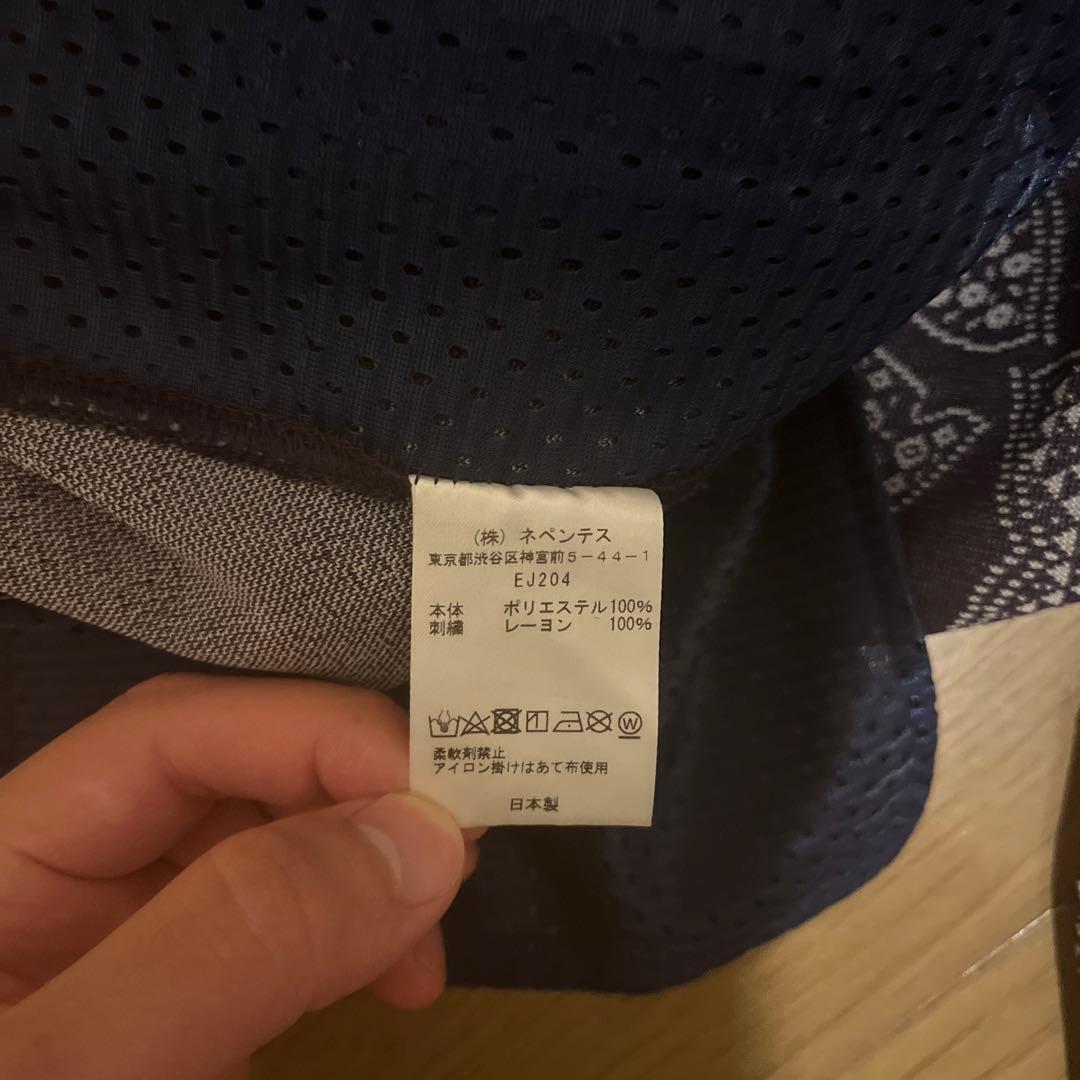 (株) ネペンテス
東京都渋谷区神宮前5-44-1
EJ204
本体 ポリエステル100%
刺繍 レーヨン 100%
W
柔軟剤禁止
アイロン掛けはあて布使用
日本製